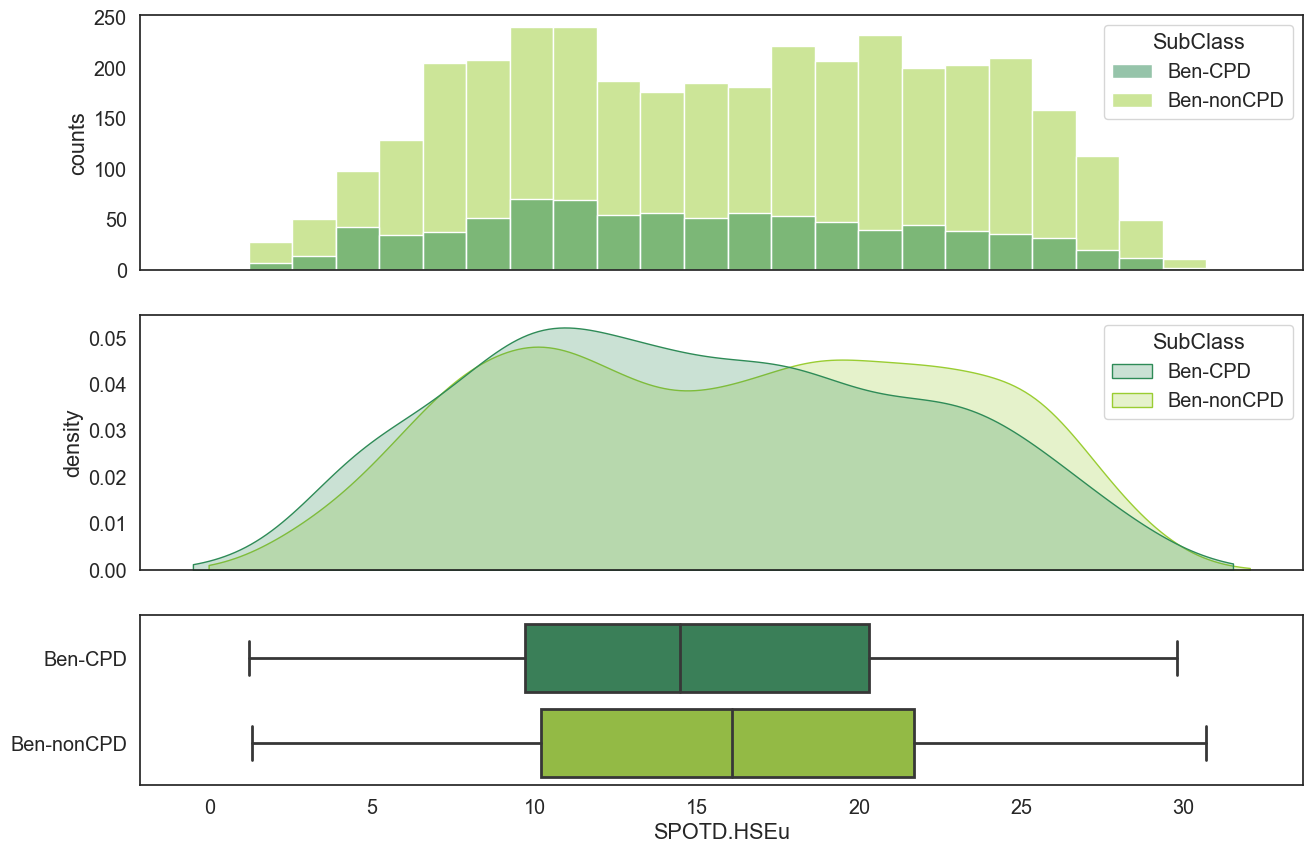 250
200
150
100
50
0
counts
SubClass
Ben-CPD
Ben-nonCPD
0.05
0.04
0.03
0.02
0.01
0.00
density
SubClass
Ben-CPD
Ben-nonCPD
Ben-CPD
Ben-nonCPD
0 5 10 15 20 25 30
SPOTD.HSEu